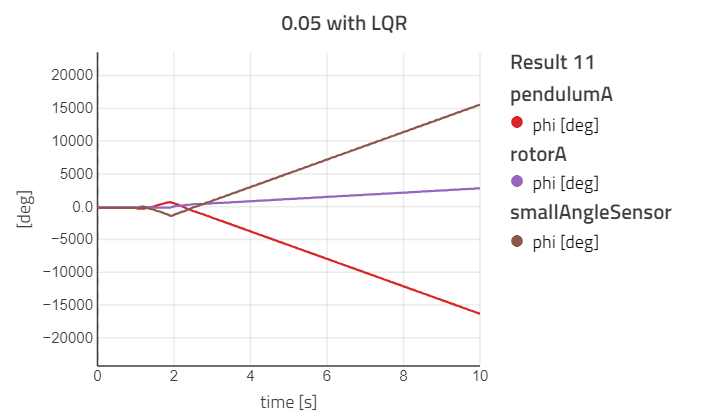 0.05 with LQR
Result 11
pendulumA
phi [deg]
rotorA
phi [deg]
smallAngleSensor
phi [deg]
[deg]
20000
15000
10000
5000
0.0
−5000
−10000
−15000
−20000
0 2 4 6 8 10
time [s]